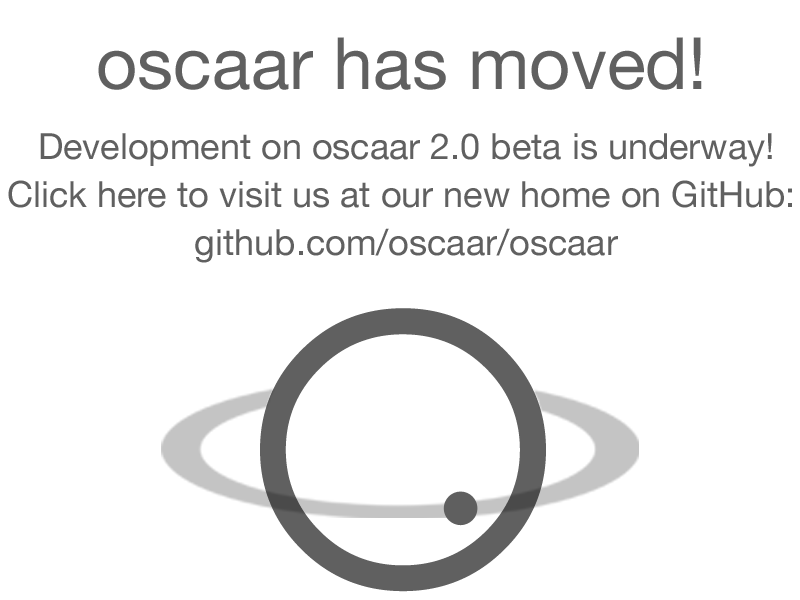 oscaar has moved!
Development on oscaar 2.0 beta is underway!
Click here to visit us at our new home on GitHub:
github.com/oscaar/oscaar